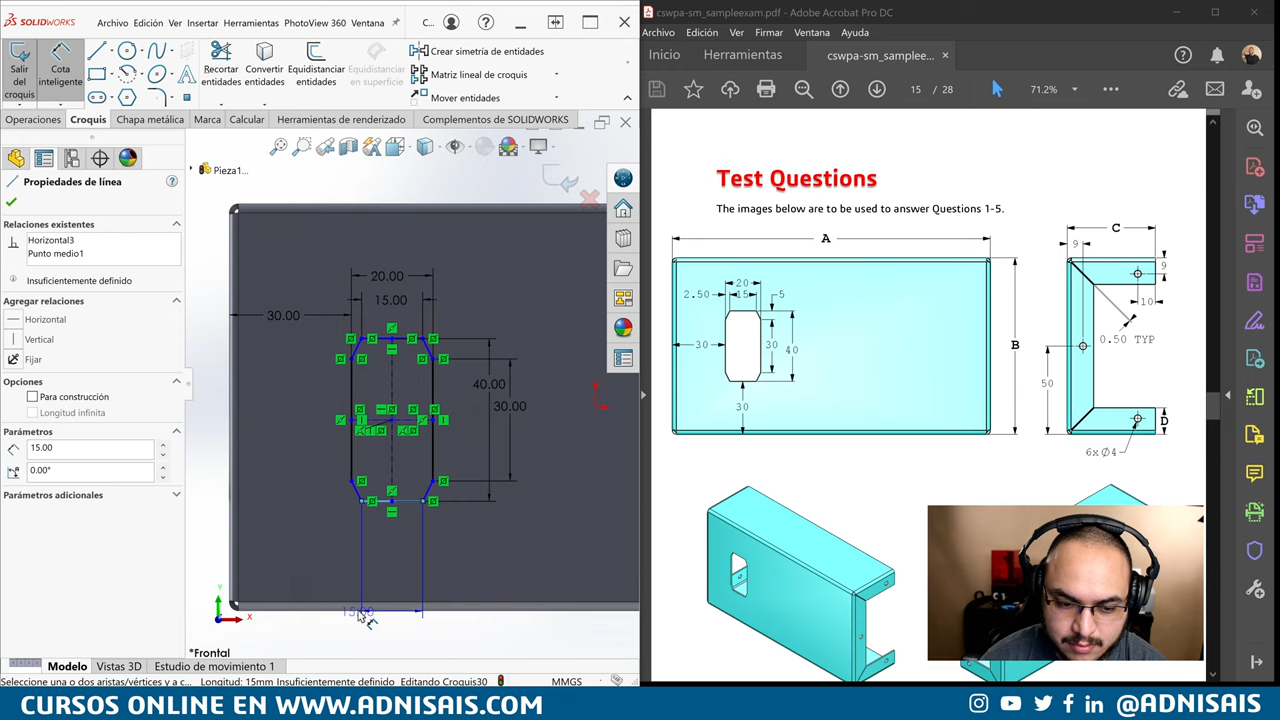 SOLIDWORKS
Archivo Edición Ver Insertar Herramientas PhotoView 360 Ventana
C...
Salir del croquis
Cota inteligente
Recortar entidades
Convertir entidades
Equidistanciar entidades
Equidistanciar en superficie
Crear simetría de entidades
Matriz lineal de croquis
Mover entidades
Operaciones Croquis Chapa metálica Marca Calcular Herramientas de renderizado Complementos de SOLIDWORKS
Propiedades de línea
Relaciones existentes
Horizontal3
Punto medio1
Insuficientemente definido
Agregar relaciones
Horizontal
Vertical
Fijar
Opciones
Para construcción
Longitud infinita
Parámetros
15.00
0.00°
Parámetros adicionales
Pieza1...
20.00
15.00
30.00
40.00
30.00
15.00
Y
X
*Frontal
Modelo Vistas 3D Estudio de movimiento 1
Seleccione una o dos aristas/vértices y a c... Longitud: 15mm Insuficientemente definido Editando Croquis30 MMGS
cswpa-sm_sampleexam.pdf - Adobe Acrobat Pro DC
Archivo Edición Ver Firmar Ventana Ayuda
Inicio Herramientas cswpa-sm_samplee...
15 / 28 71.2%
Test Questions
The images below are to be used to answer Questions 1-5.
A
C
9
9
20
2.50 15 5
10
0.50 TYP
30 30 40
B
50
30
D
6xØ4
CURSOS ONLINE EN WWW.ADNISAIS.COM
@ADNISAIS